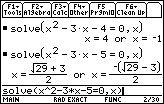 F1+ Tools F2+ Algebra F3+ Calc F4+ Other F5 PrgmIO F6+ Clean Up
■ solve(x² - 3·x - 4 = 0, x)
x = 4 or x = -1
■ solve(x² - 3·x - 5 = 0, x)
x = (√29 + 3)/2 or x = -(√29 - 3)/2
solve(x^2-3*x-5=0,x)
MAIN RAD EXACT FUNC 2/30